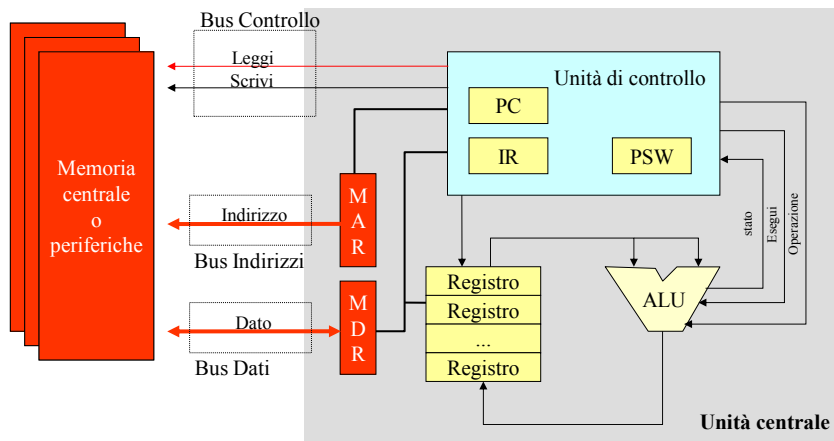 Bus Controllo
Leggi
Scrivi
Unità di controllo
PC
IR
PSW
Memoria
centrale
o
periferiche
Indirizzo
Bus Indirizzi
M
A
R
stato
Esegui
Operazione
Dato
Bus Dati
M
D
R
Registro
Registro
...
Registro
ALU
Unità centrale